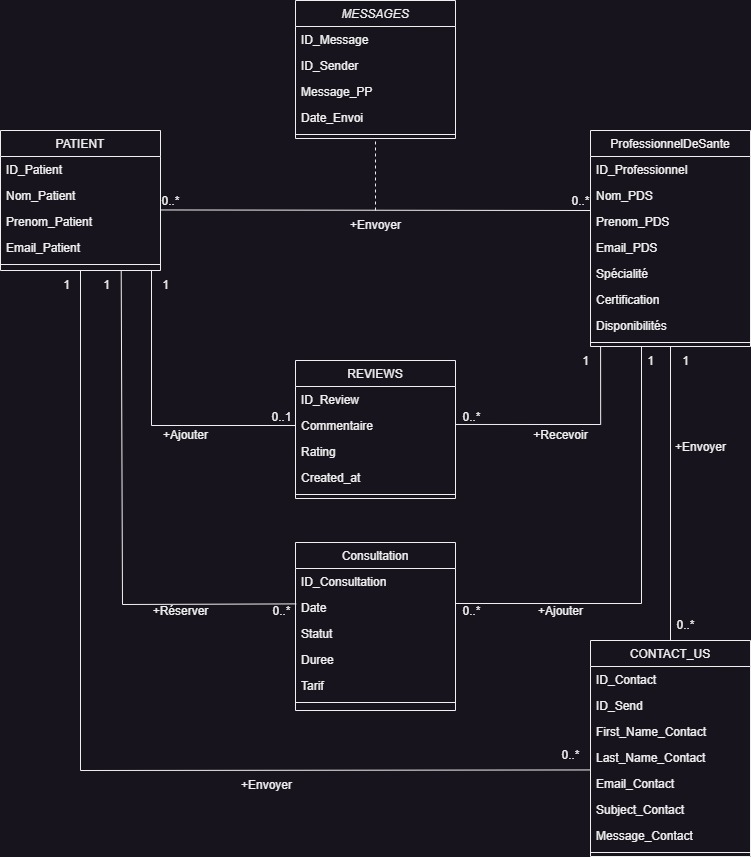 MESSAGES
ID_Message
ID_Sender
Message_PP
Date_Envoi
PATIENT
ID_Patient
Nom_Patient
Prenom_Patient
Email_Patient
ProfessionnelDeSante
ID_Professionnel
Nom_PDS
Prenom_PDS
Email_PDS
Spécialité
Certification
Disponibilités
0..*
0..*
+Envoyer
1
1
1
1
1
1
REVIEWS
ID_Review
Commentaire
Rating
Created_at
0..1
+Ajouter
0..*
+Recevoir
+Envoyer
Consultation
ID_Consultation
Date
Statut
Duree
Tarif
+Réserver
0..*
0..*
+Ajouter
0..*
CONTACT_US
ID_Contact
ID_Send
First_Name_Contact
Last_Name_Contact
Email_Contact
Subject_Contact
Message_Contact
0..*
+Envoyer